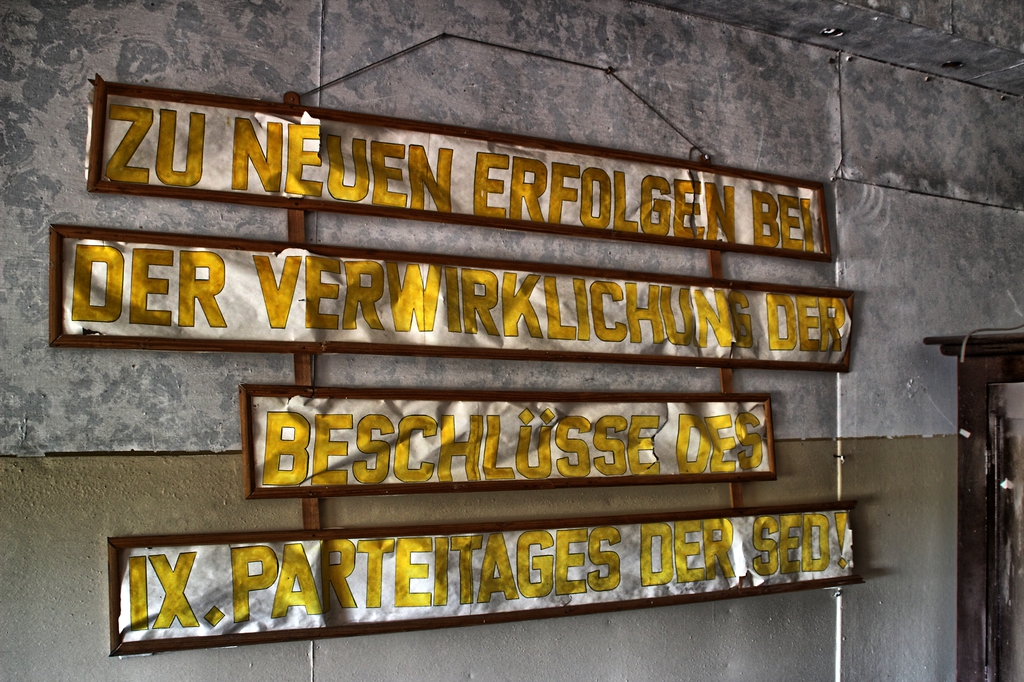 ZU NEUEN ERFOLGEN BEI
DER VERWIRKLICHUNG DER
BESCHLÜSSE DES
IX. PARTEITAGES DER SED!